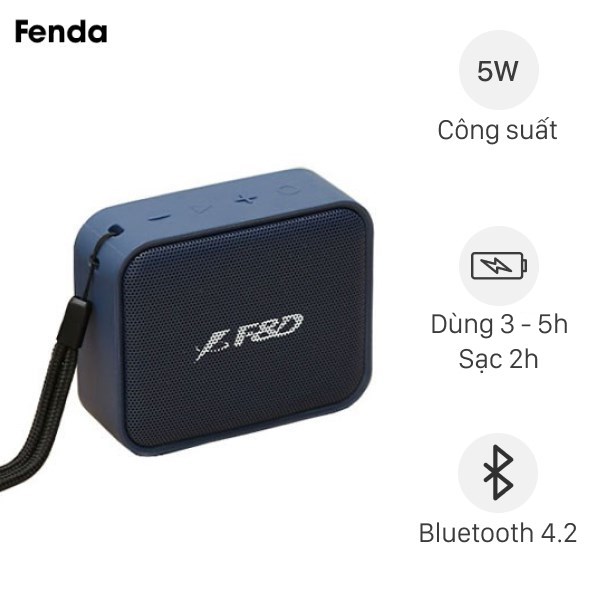 Fenda
5W
Công suất
Dùng 3 - 5h
Sạc 2h
F&D
Bluetooth 4.2